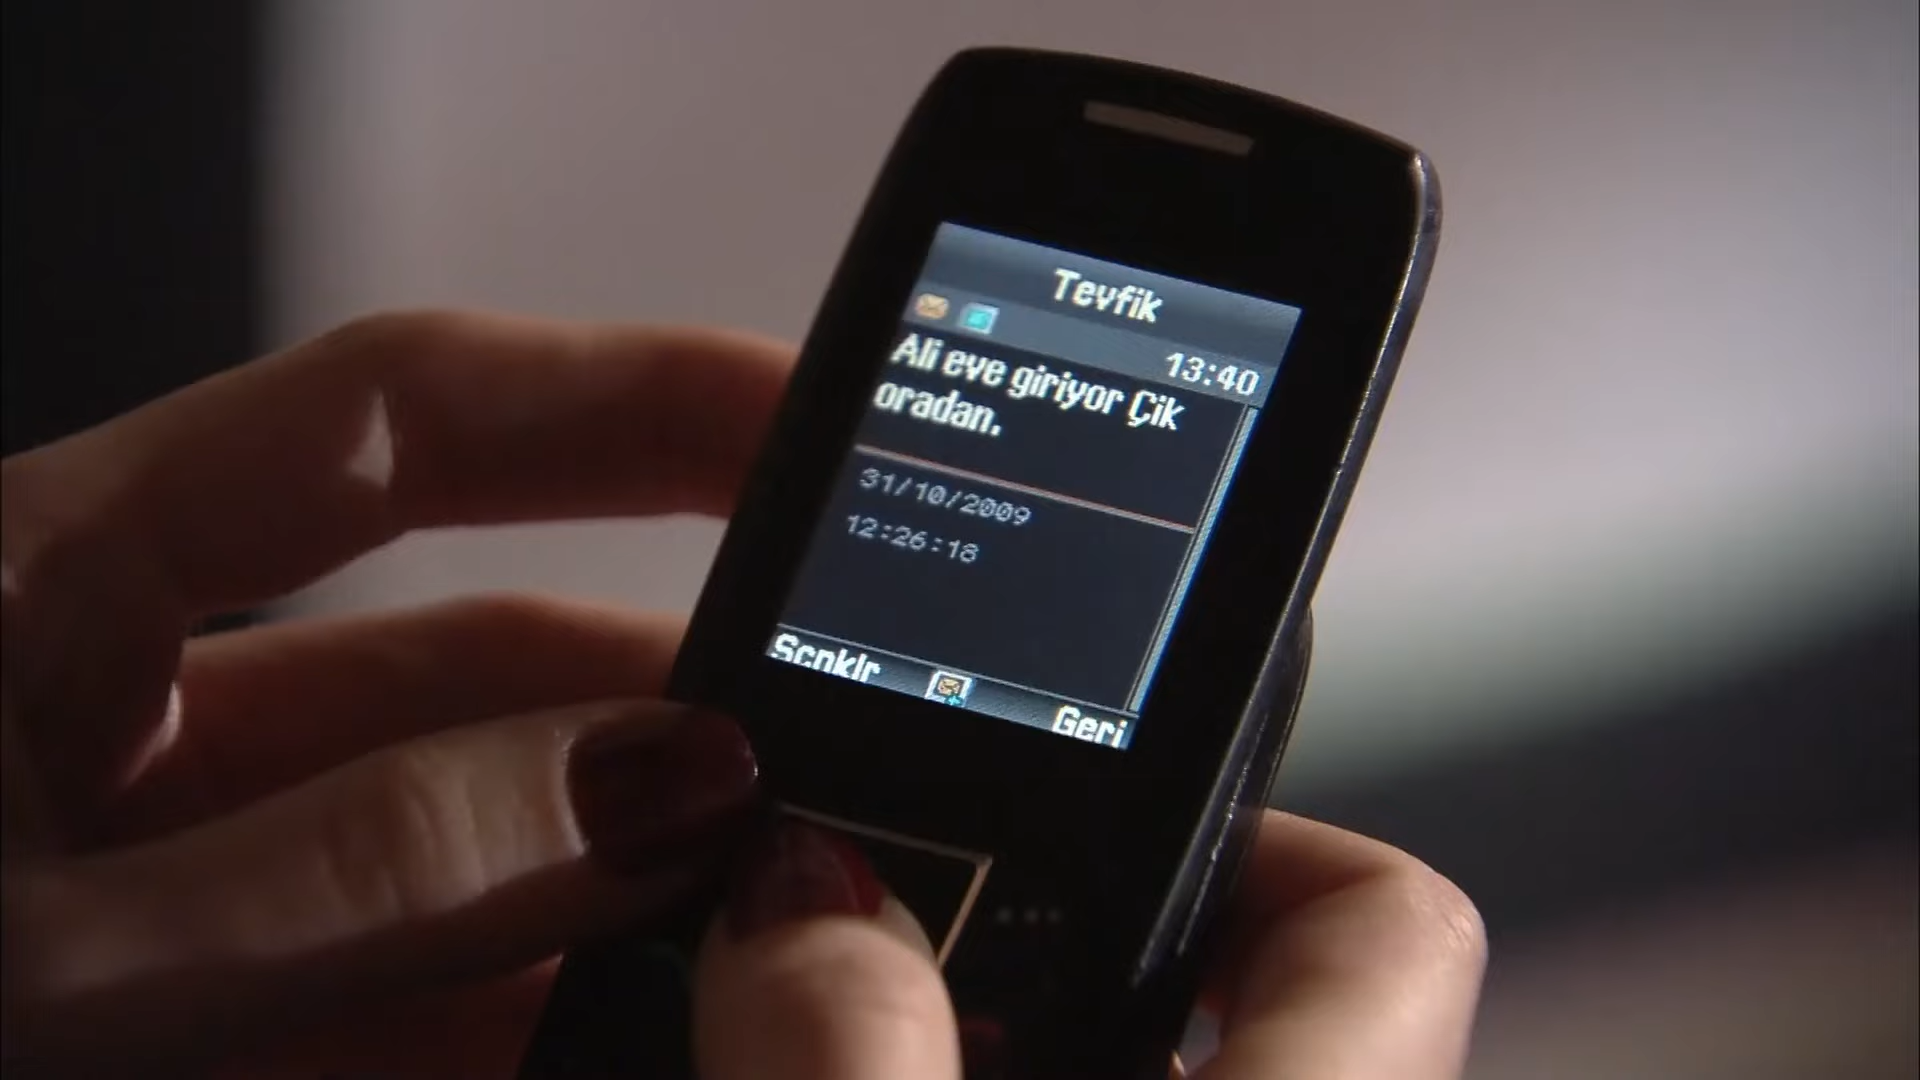 Tevfik
13:40
Ali eve giriyor Çik
oradan.
31/10/2009
12:26:18
Scnklr
Geri